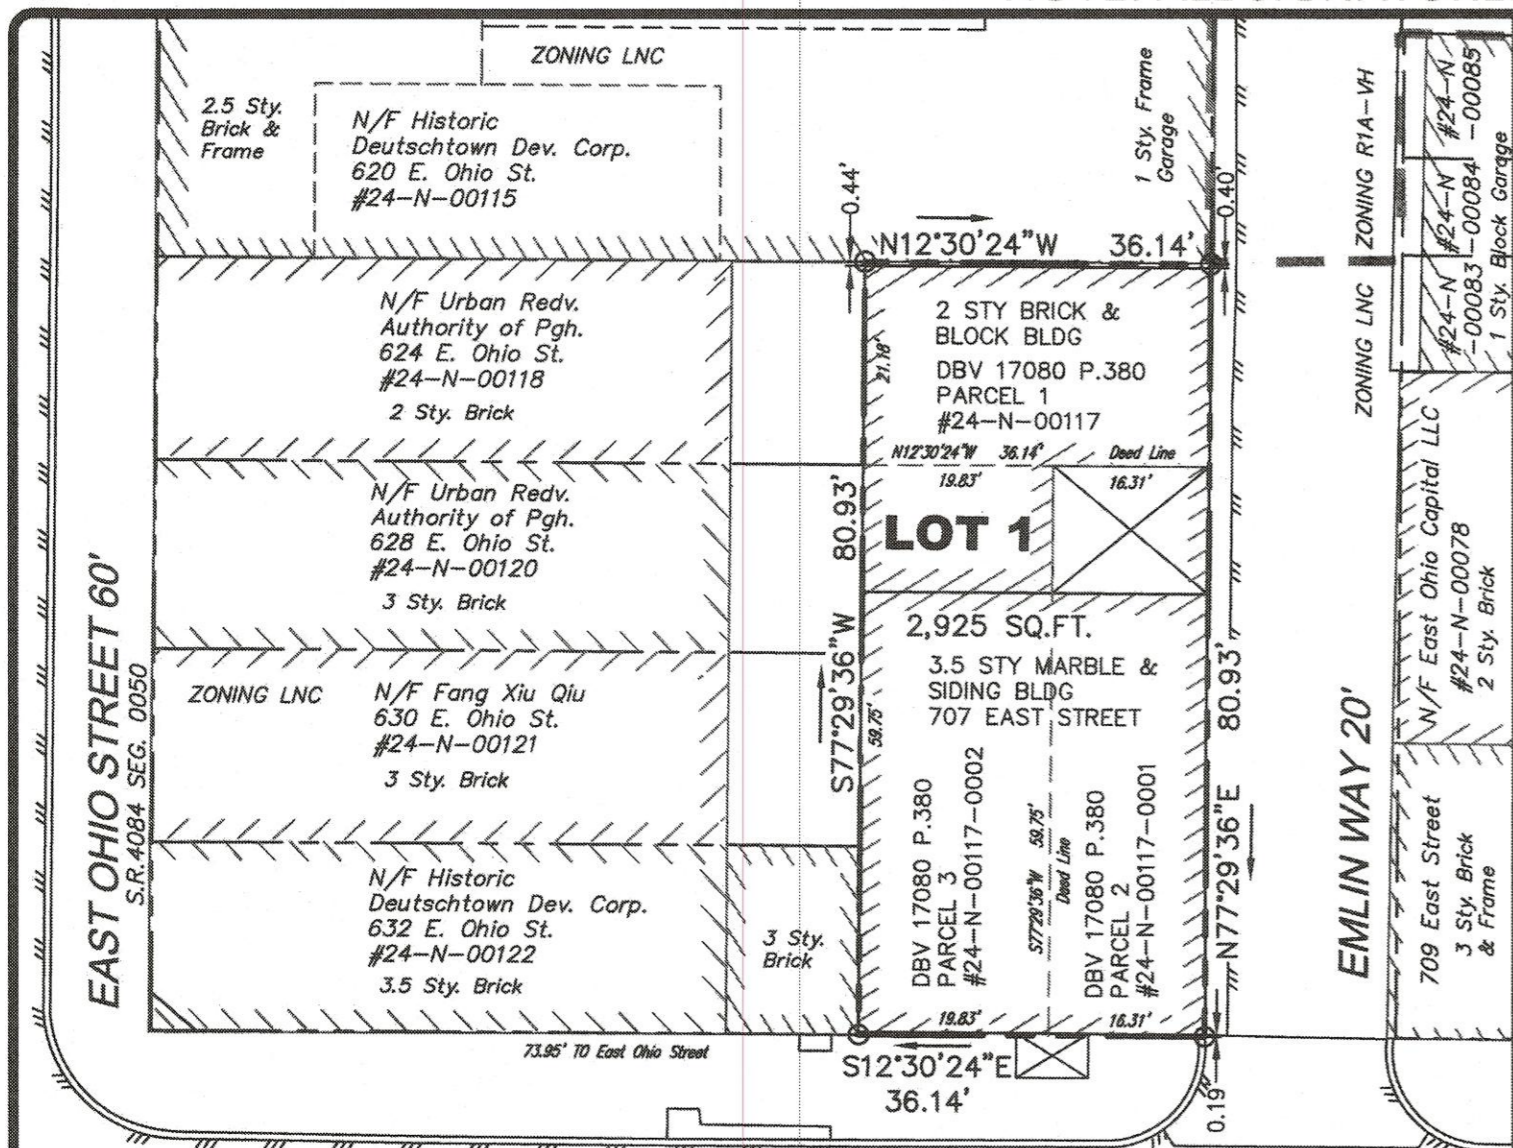 ZONING LNC
2.5 Sty.
Brick &
Frame
N/F Historic
Deutschtown Dev. Corp.
620 E. Ohio St.
#24-N-00115
1 Sty. Frame
Garage
0.44'
0.40'
N12°30'24"W 36.14'
ZONING R1A-VH
ZONING LNC
#24-N
-00085
#24-N
-00084
#24-N
-00083
1 Sty. Block Garage
N/F Urban Redv.
Authority of Pgh.
624 E. Ohio St.
#24-N-00118
2 Sty. Brick
21.18'
2 STY BRICK &
BLOCK BLDG
DBV 17080 P.380
PARCEL 1
#24-N-00117
N12°30'24"W 36.14' Deed Line
19.83' 16.31'
N/F East Ohio Capital LLC
#24-N-00078
2 Sty. Brick
N/F Urban Redv.
Authority of Pgh.
628 E. Ohio St.
#24-N-00120
3 Sty. Brick
LOT 1
S77°29'36"W 80.93'
2,925 SQ.FT.
3.5 STY MARBLE &
SIDING BLDG
707 EAST STREET
59.75'
EAST OHIO STREET 60'
S.R.4084 SEG. 0050
ZONING LNC
N/F Fang Xiu Qiu
630 E. Ohio St.
#24-N-00121
3 Sty. Brick
DBV 17080 P.380
PARCEL 3
#24-N-00117-0002
S77°29'36"W 59.75'
Deed Line
DBV 17080 P.380
PARCEL 2
#24-N-00117-0001
N77°29'36"E 80.93'
EMLIN WAY 20'
709 East Street
3 Sty. Brick
& Frame
N/F Historic
Deutschtown Dev. Corp.
632 E. Ohio St.
#24-N-00122
3.5 Sty. Brick
3 Sty.
Brick
19.83' 16.31'
73.95' TO East Ohio Street
S12°30'24"E
36.14'
0.19'